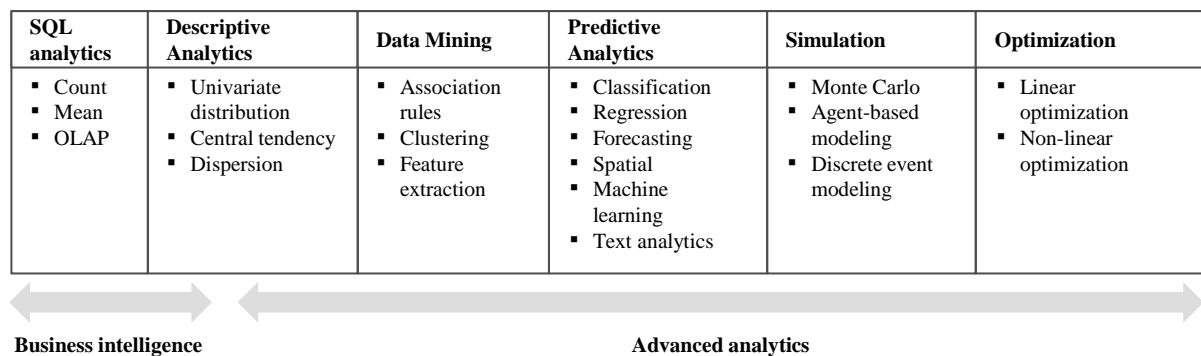 SQL
analytics
Descriptive
Analytics
Data Mining
Predictive
Analytics
Simulation
Optimization
▪ Count
▪ Mean
▪ OLAP
▪ Univariate
distribution
▪ Central tendency
▪ Dispersion
▪ Association
rules
▪ Clustering
▪ Feature
extraction
▪ Classification
▪ Regression
▪ Forecasting
▪ Spatial
▪ Machine
learning
▪ Text analytics
▪ Monte Carlo
▪ Agent-based
modeling
▪ Discrete event
modeling
▪ Linear
optimization
▪ Non-linear
optimization
Business intelligence
Advanced analytics